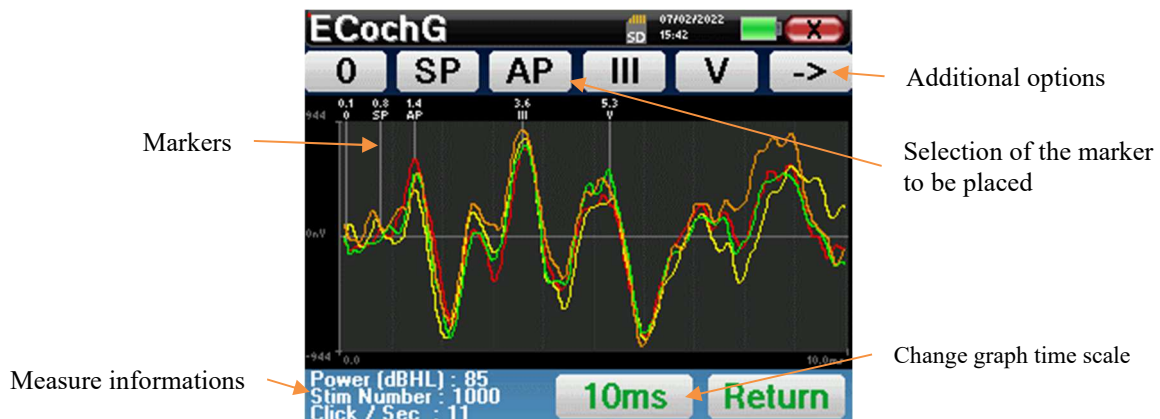 ECochG
SD
07/02/2022
15:42
X
0 SP AP III V ->
Additional options
0.1 0.8 1.4 3.6 5.3
0 SP AP III V
944
Markers
Selection of the marker
to be placed
0nV
-944
0.0
10.0ms
Change graph time scale
Measure informations
Power (dBHL) : 85
Stim Number : 1000
Click / Sec : 11
10ms
Return